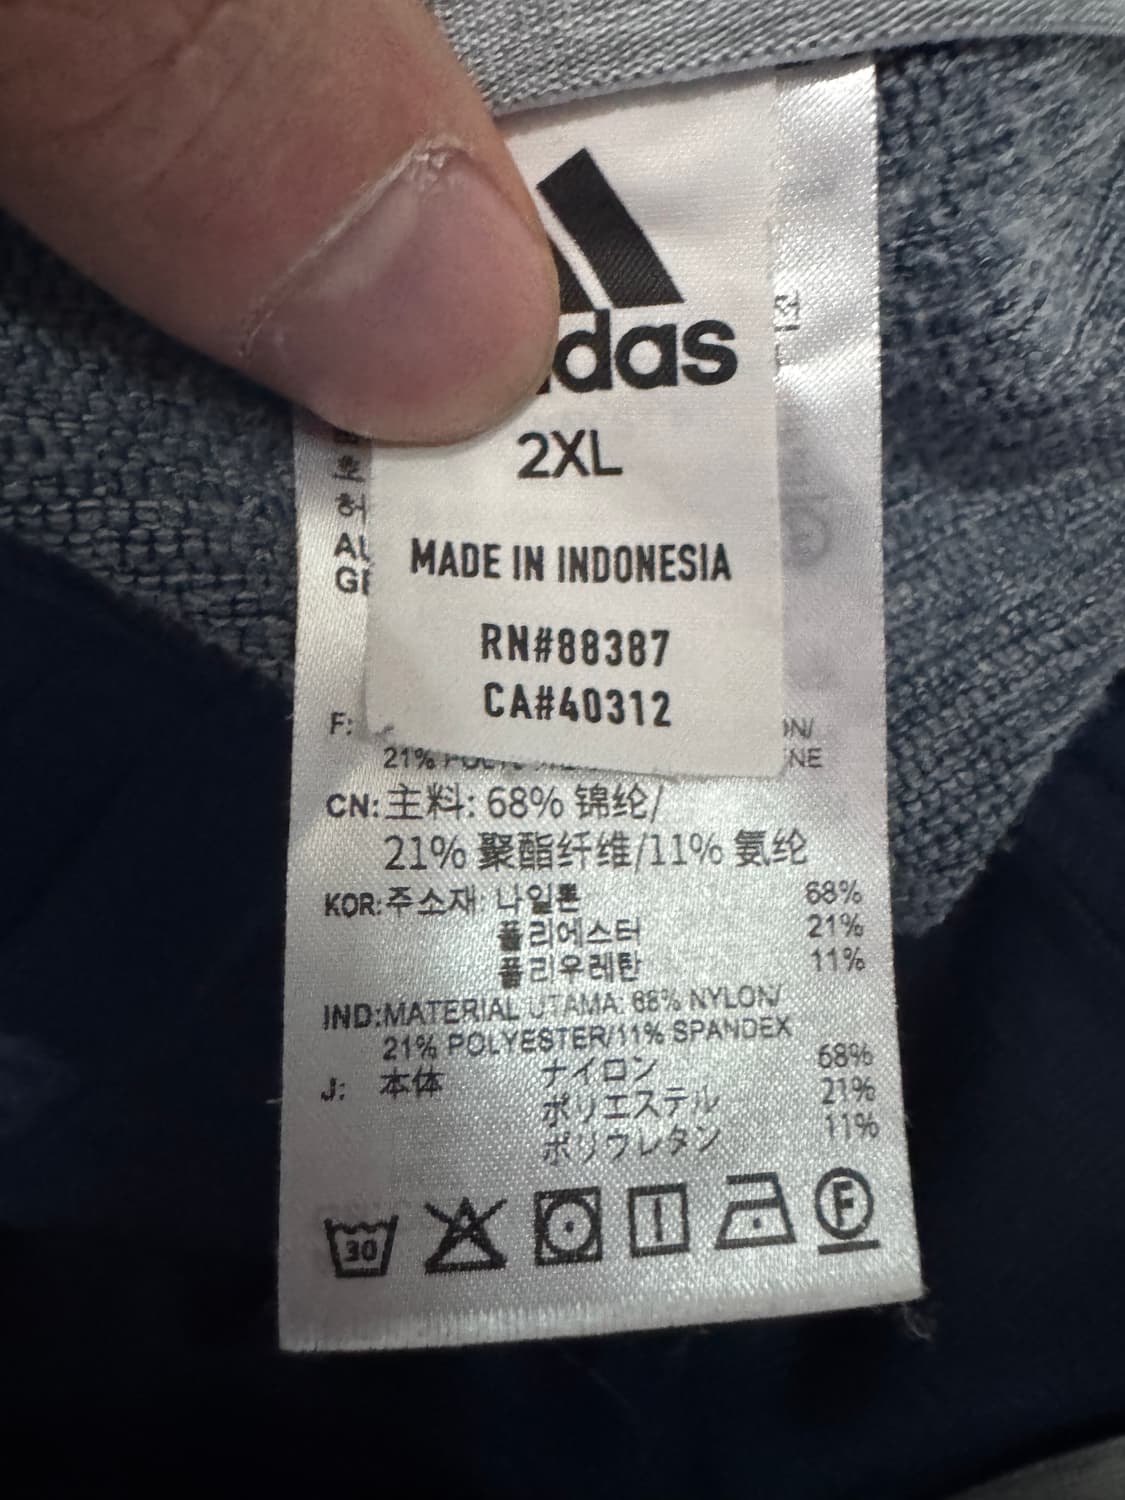 adidas
2XL
MADE IN INDONESIA
RN#88387
CA#40312
F:
21%
CN: 主料: 68% 锦纶/
21% 聚酯纤维/11% 氨纶
KOR: 주소재: 나일론 68%
폴리에스터 21%
폴리우레탄 11%
IND: MATERIAL UTAMA: 68% NYLON/
21% POLYESTER/11% SPANDEX
J: 本体 ナイロン 68%
ポリエステル 21%
ポリウレタン 11%
30
F